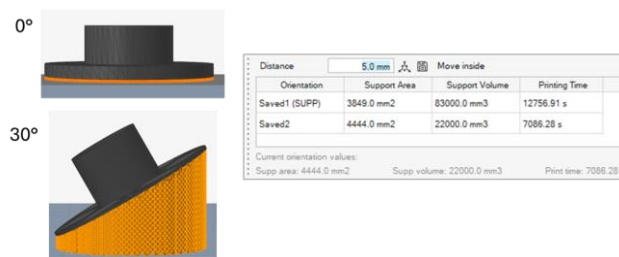 0°
30°
Distance 5.0 mm Move inside
Orientation Support Area Support Volume Printing Time
Saved1 (SUPP) 3849.0 mm2 83000.0 mm3 12756.91 s
Saved2 4444.0 mm2 22000.0 mm3 7086.28 s
Current orientation values:
Supp area: 4444.0 mm2 Supp volume: 22000.0 mm3 Print time: 7086.28